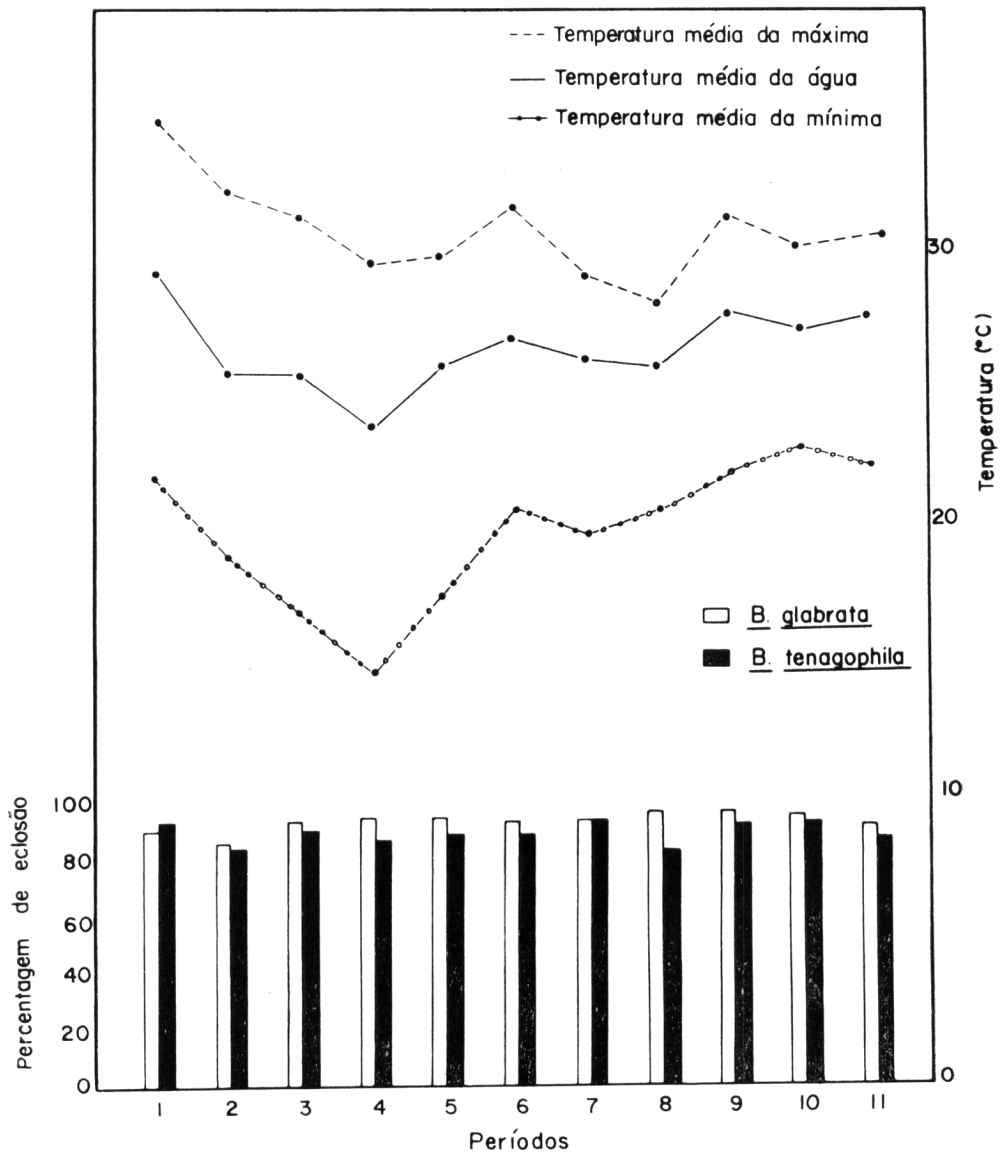 Temperatura média da máxima
Temperatura média da água
Temperatura média da mínima
30
20
10
0
Temperatura (°C)
B. glabrata
B. tenagophila
Percentagem de eclosão
100
80
60
40
20
0
1 2 3 4 5 6 7 8 9 10 11
Períodos